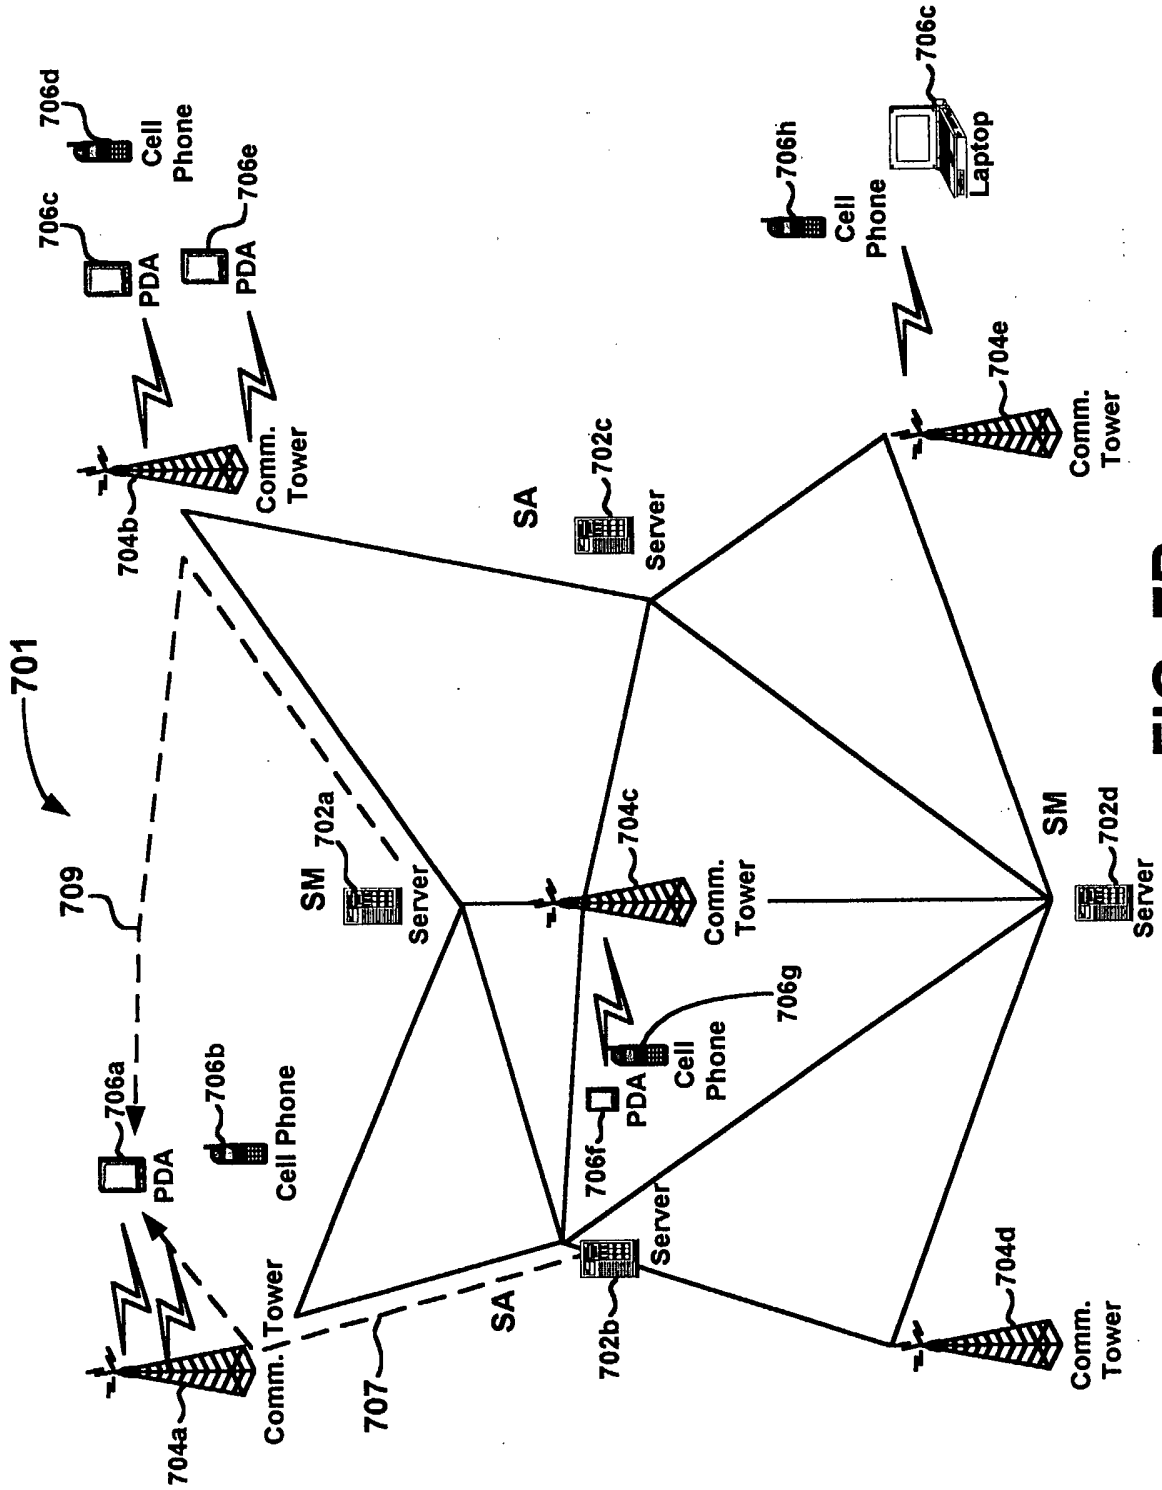 701
709
706a
PDA
706b
Cell Phone
704a
Comm.
Tower
707
SA
702b
Server
SM
702a
Server
704b
Comm.
Tower
706c
PDA
706d
Cell
Phone
706e
PDA
SA
702c
Server
704c
Comm.
Tower
706f
PDA
Cell
Phone
706g
704d
Comm.
Tower
SM
702d
Server
704e
Comm.
Tower
706h
Cell
Phone
706c
Laptop